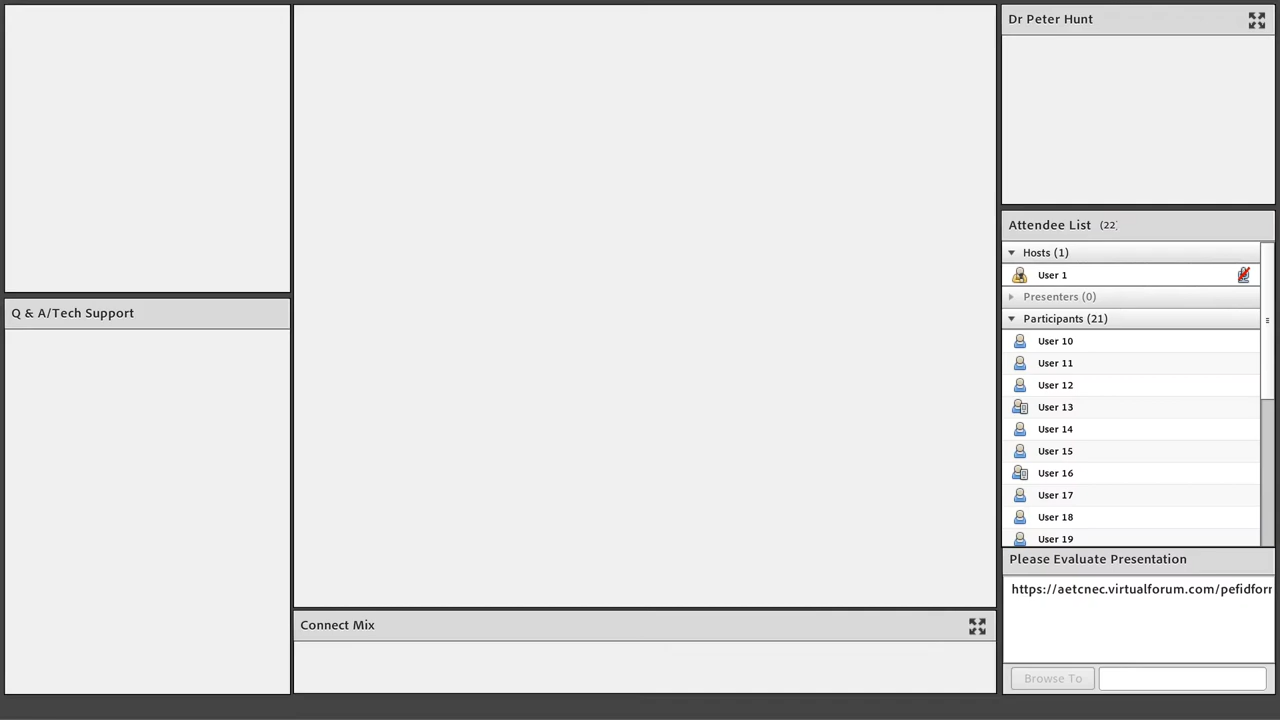 Dr Peter Hunt
Attendee List (22)
Hosts (1)
User 1
Presenters (0)
Participants (21)
User 10
User 11
User 12
User 13
User 14
User 15
User 16
User 17
User 18
User 19
Q & A/Tech Support
Please Evaluate Presentation
https://aetcnec.virtualforum.com/pefidforr
Connect Mix
Browse To